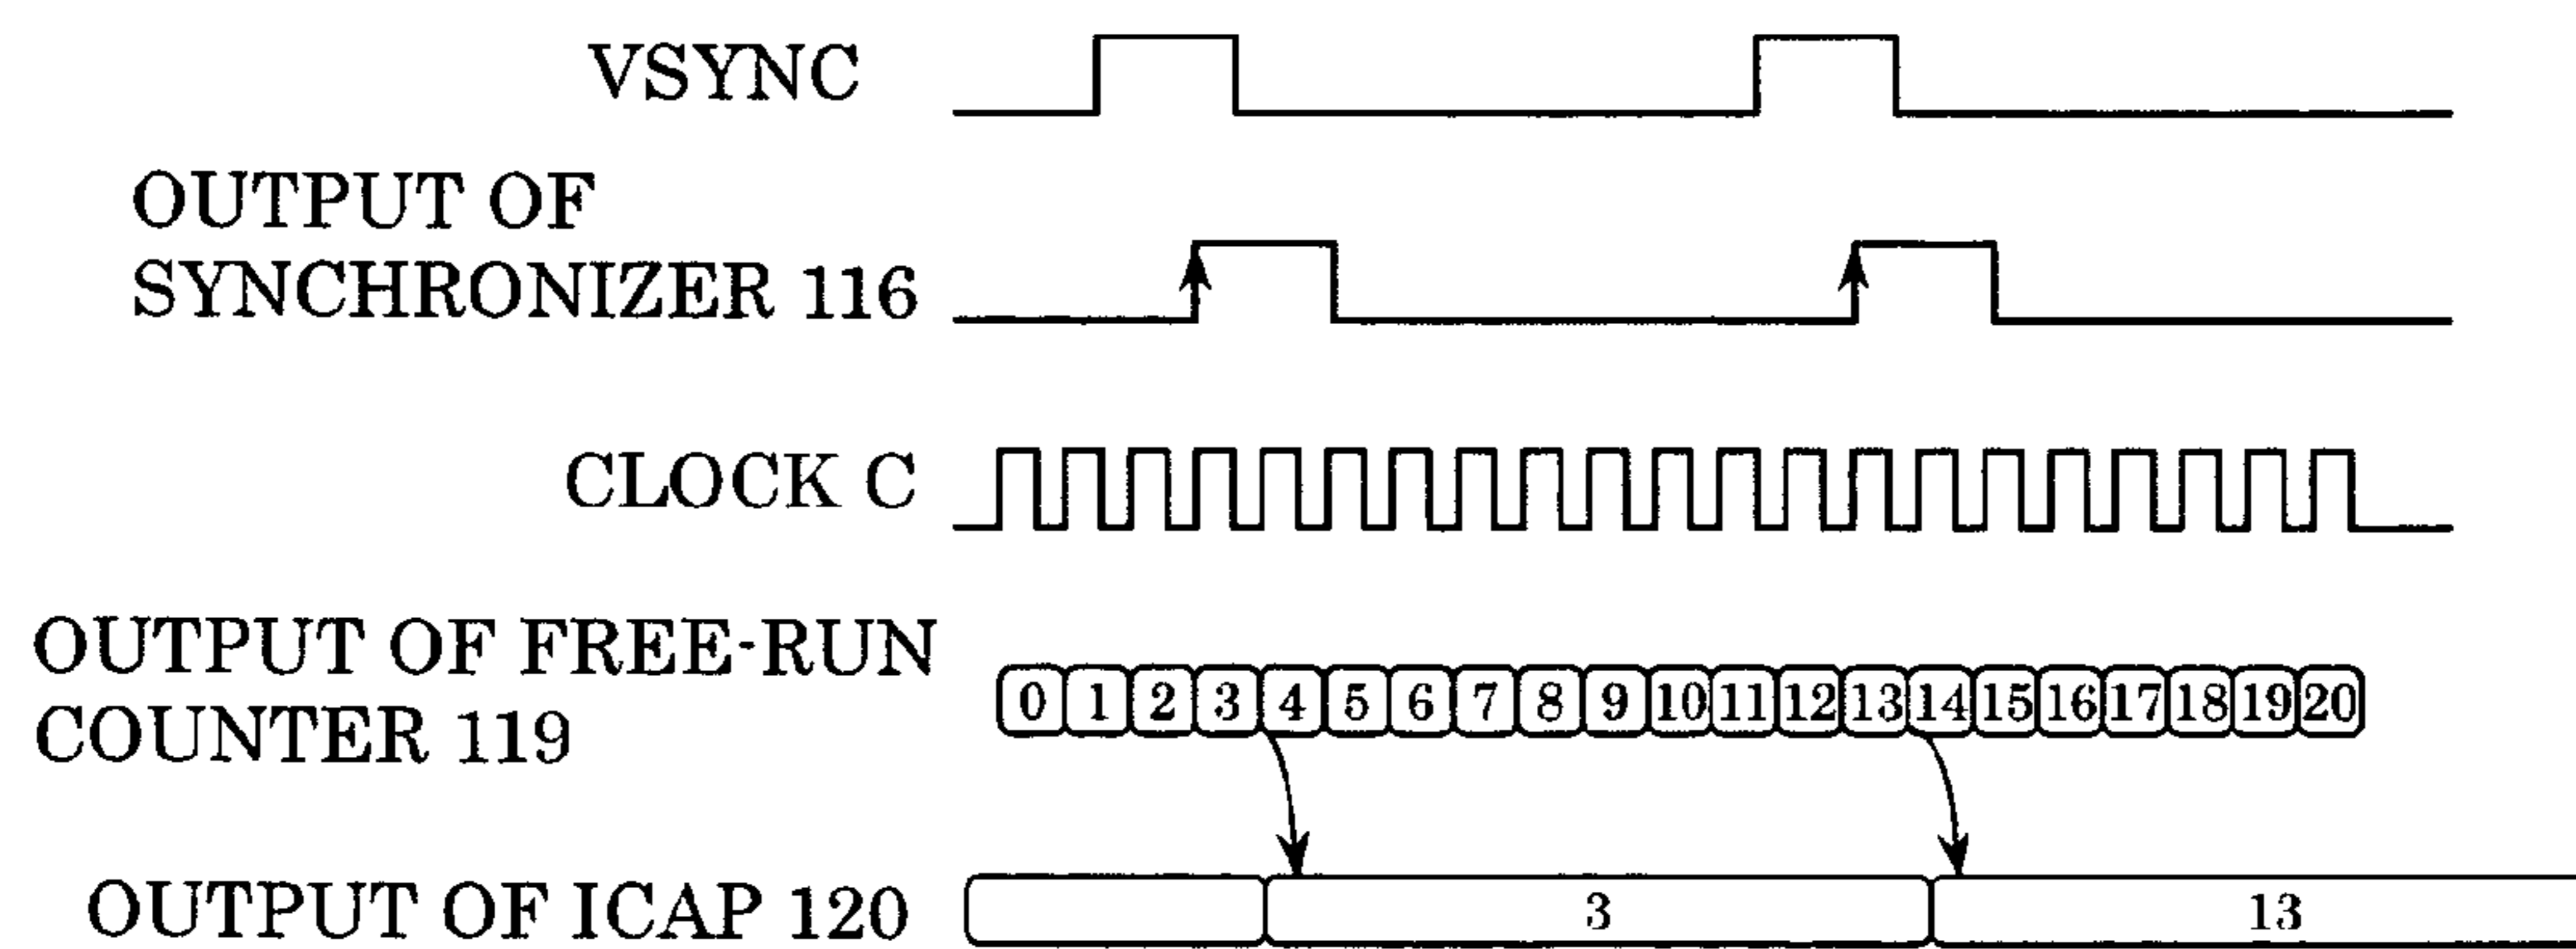 VSYNC
OUTPUT OF
SYNCHRONIZER 116
CLOCK C
OUTPUT OF FREE-RUN
COUNTER 119
0 1 2 3 4 5 6 7 8 9 10 11 12 13 14 15 16 17 18 19 20
OUTPUT OF ICAP 120
3 13